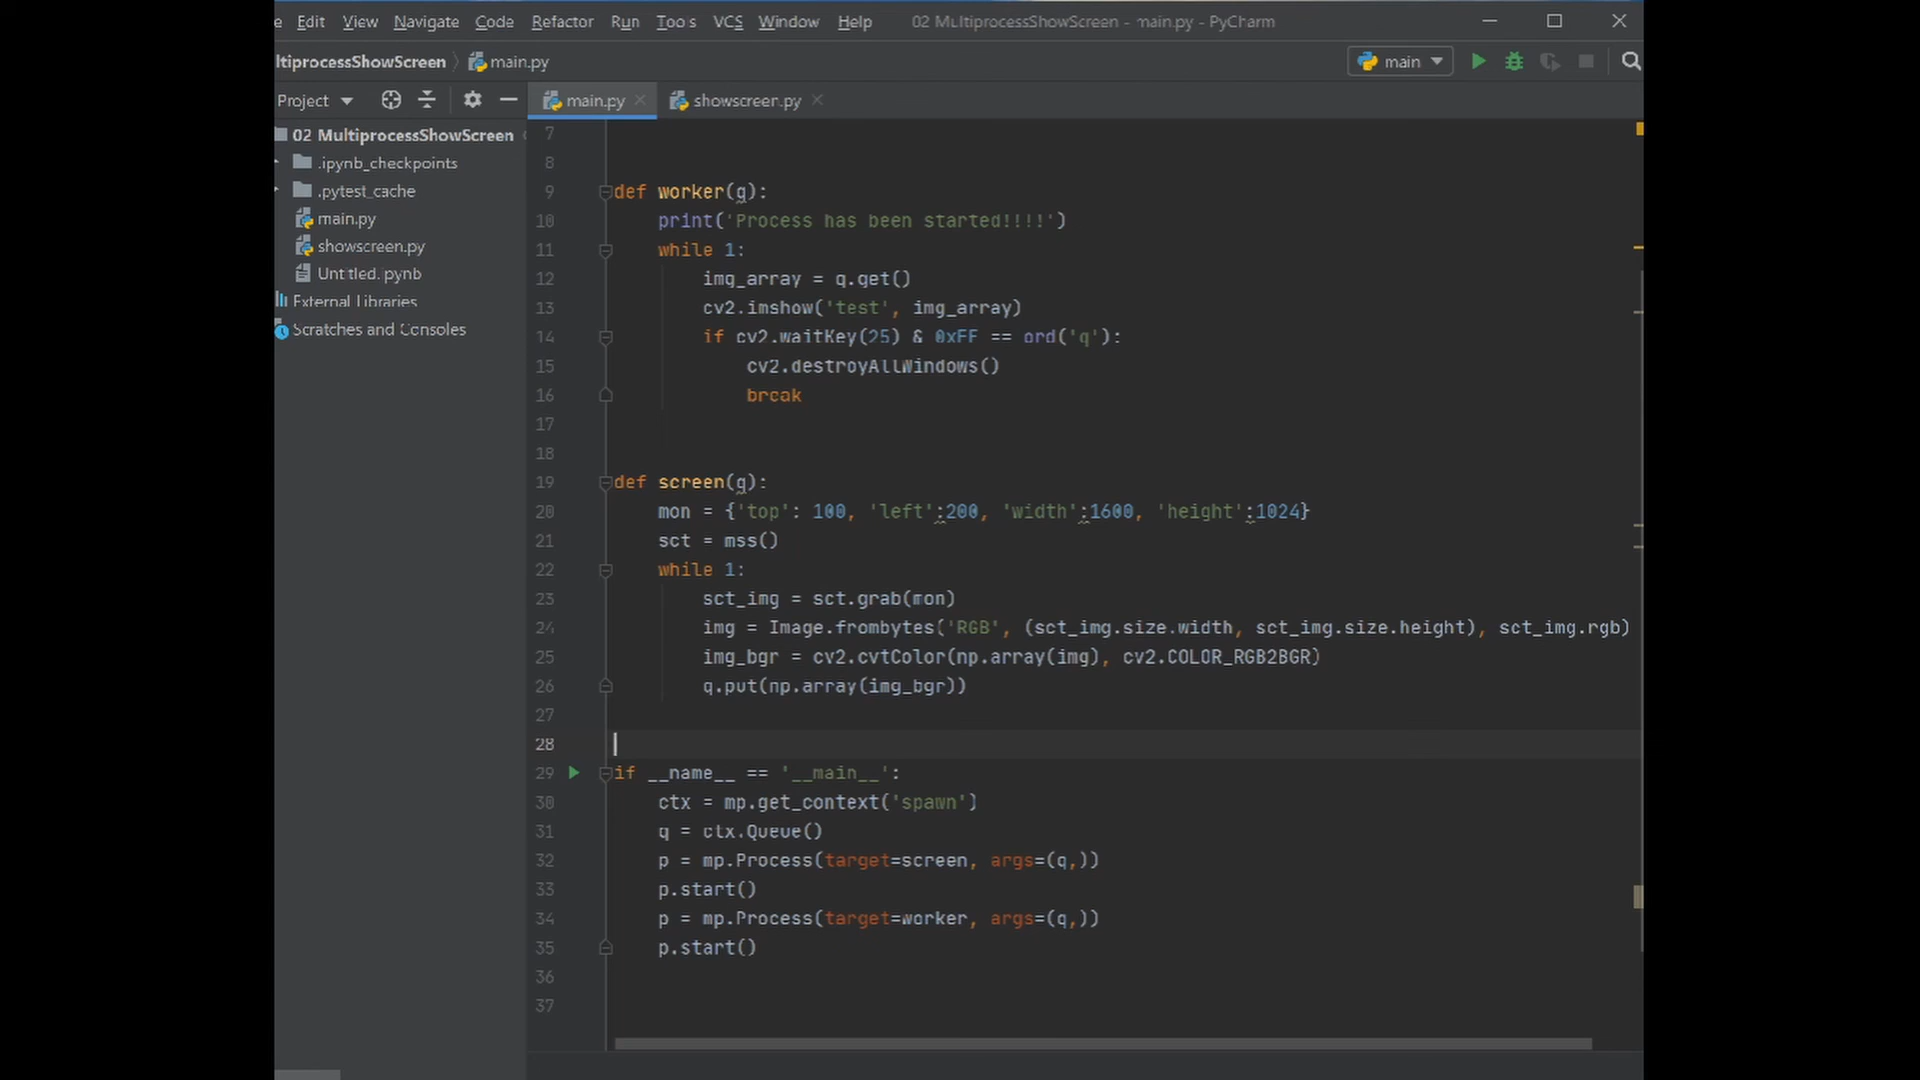 e Edit View Navigate Code Refactor Run Tools VCS Window Help 02 MultiprocessShowScreen - main.py - PyCharm
ltiprocessShowScreen main.py main
Project main.py showscreen.py
02 MultiprocessShowScreen
.ipynb_checkpoints
.pytest_cache
main.py
showscreen.py
Untitled.ipynb
External Libraries
Scratches and Consoles
7
8
9 def worker(q):
10 print('Process has been started!!!!')
11 while 1:
12 img_array = q.get()
13 cv2.imshow('test', img_array)
14 if cv2.waitKey(25) & 0xFF == ord('q'):
15 cv2.destroyAllWindows()
16 break
17
18
19 def screen(q):
20 mon = {'top': 100, 'left':200, 'width':1600, 'height':1024}
21 sct = mss()
22 while 1:
23 sct_img = sct.grab(mon)
24 img = Image.frombytes('RGB', (sct_img.size.width, sct_img.size.height), sct_img.rgb)
25 img_bgr = cv2.cvtColor(np.array(img), cv2.COLOR_RGB2BGR)
26 q.put(np.array(img_bgr))
27
28
29 if __name__ == '__main__':
30 ctx = mp.get_context('spawn')
31 q = ctx.Queue()
32 p = mp.Process(target=screen, args=(q,))
33 p.start()
34 p = mp.Process(target=worker, args=(q,))
35 p.start()
36
37